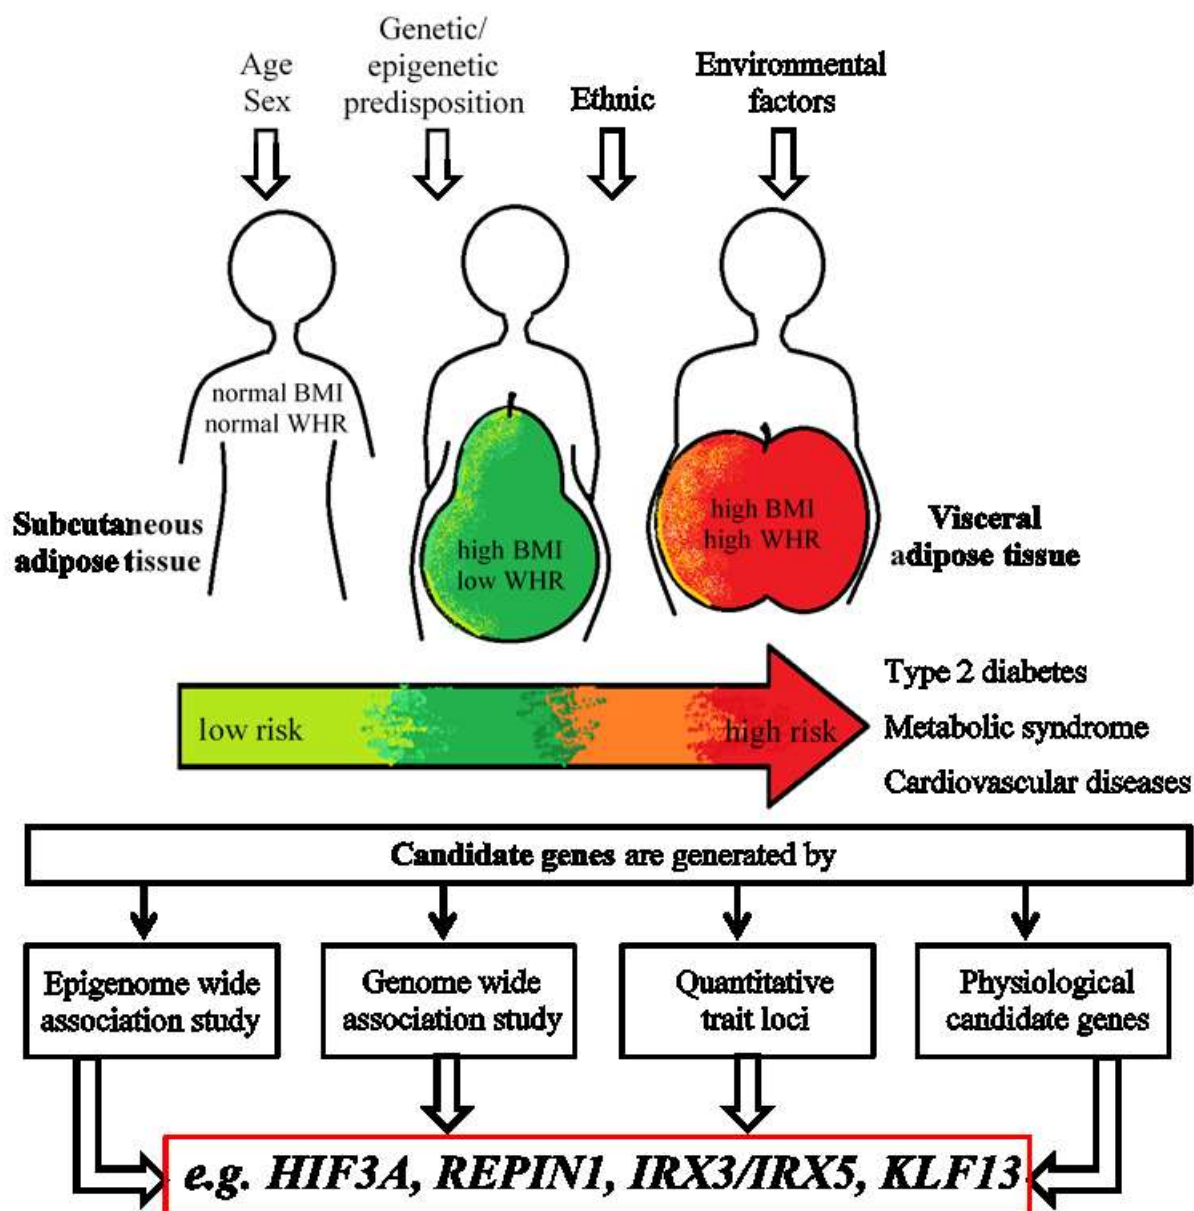 Age
Sex
Genetic/
epigenetic
predisposition
Ethnic
Environmental
factors
normal BMI
normal WHR
Subcutaneous
adipose tissue
high BMI
low WHR
high BMI
high WHR
Visceral
adipose tissue
low risk
high risk
Type 2 diabetes
Metabolic syndrome
Cardiovascular diseases
Candidate genes are generated by
Epigenome wide
association study
Genome wide
association study
Quantitative
trait loci
Physiological
candidate genes
e.g. HIF3A, REPIN1, IRX3/IRX5, KLF13